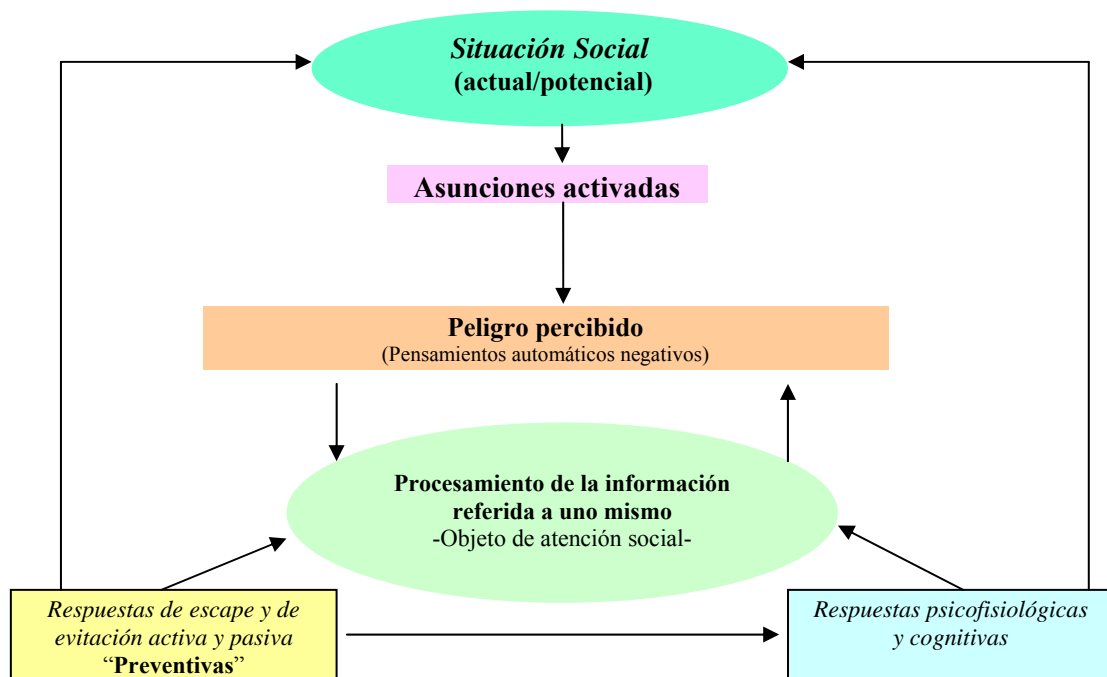 Situación Social
(actual/potencial)
Asunciones activadas
Peligro percibido
(Pensamientos automáticos negativos)
Procesamiento de la información
referida a uno mismo
-Objeto de atención social-
Respuestas de escape y de
evitación activa y pasiva
“Preventivas”
Respuestas psicofisiológicas
y cognitivas